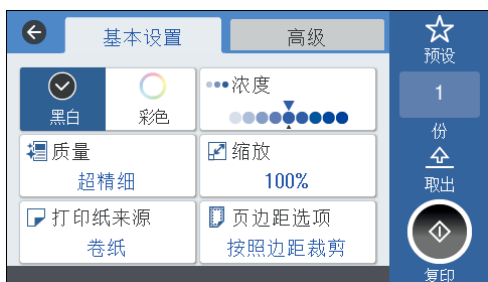 基本设置
高级
黑白
彩色
浓度
质量
超精细
缩放
100%
打印纸来源
卷纸
页边距选项
按照边距裁剪
预设
1
份
取出
复印